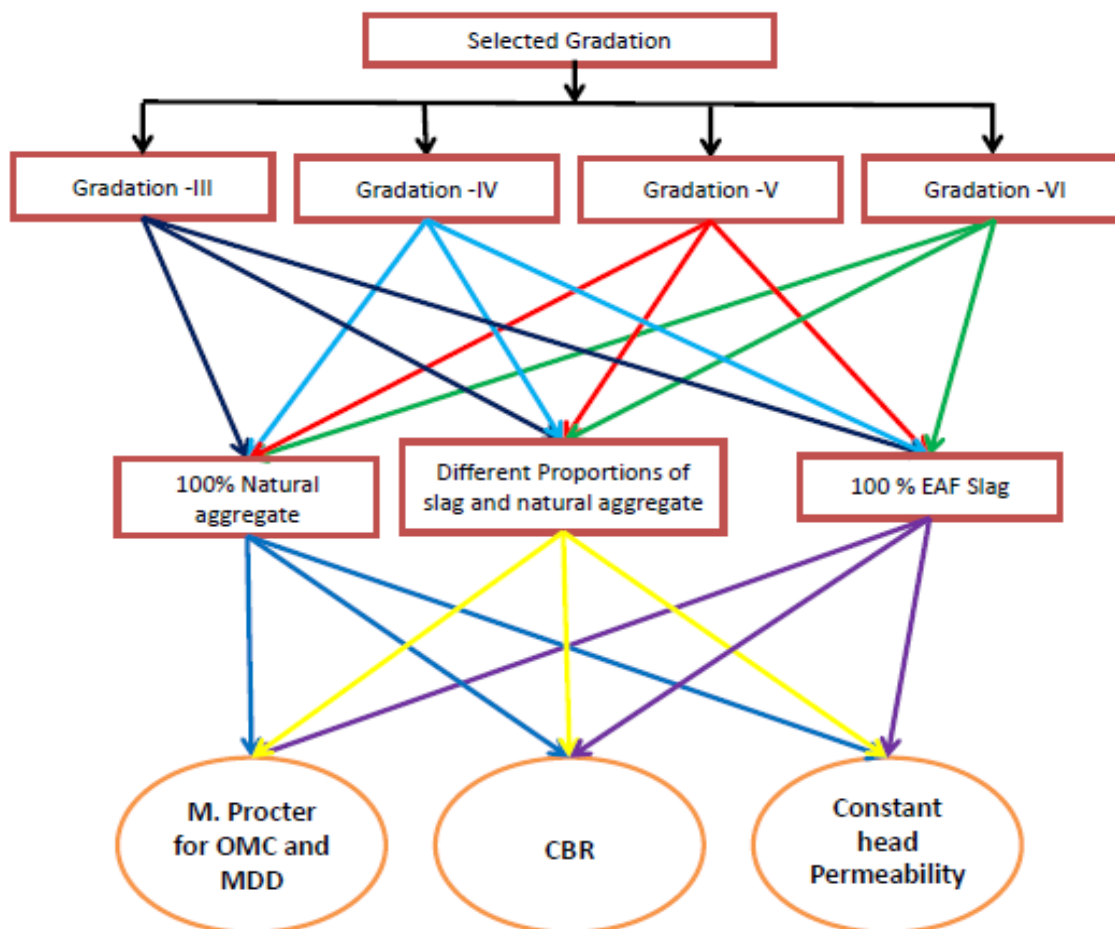 Selected Gradation
Gradation -III
Gradation -IV
Gradation -V
Gradation -VI
100% Natural
aggregate
Different Proportions of
slag and natural aggregate
100 % EAF Slag
M. Procter
for OMC and
MDD
CBR
Constant
head
Permeability